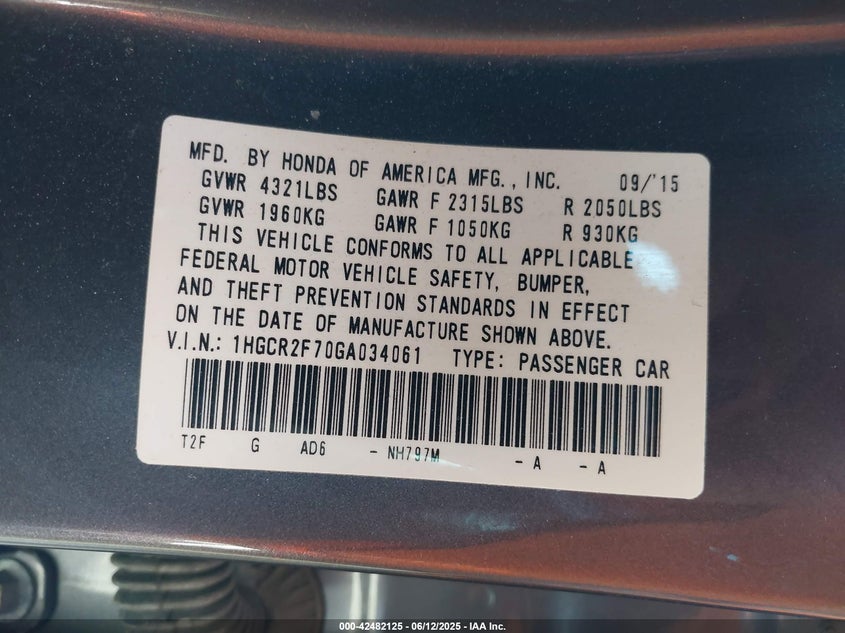 MFD. BY HONDA OF AMERICA MFG., INC. 09/'15
GVWR 4321LBS GAWR F 2315LBS R 2050LBS
GVWR 1960KG GAWR F 1050KG R 930KG
THIS VEHICLE CONFORMS TO ALL APPLICABLE
FEDERAL MOTOR VEHICLE SAFETY, BUMPER,
AND THEFT PREVENTION STANDARDS IN EFFECT
ON THE DATE OF MANUFACTURE SHOWN ABOVE.
V.I.N.: 1HGCR2F70GA034061 TYPE: PASSENGER CAR
T2F G AD6 - NH797M - A - A
000-42482125 - 06/12/2025 - IAA Inc.